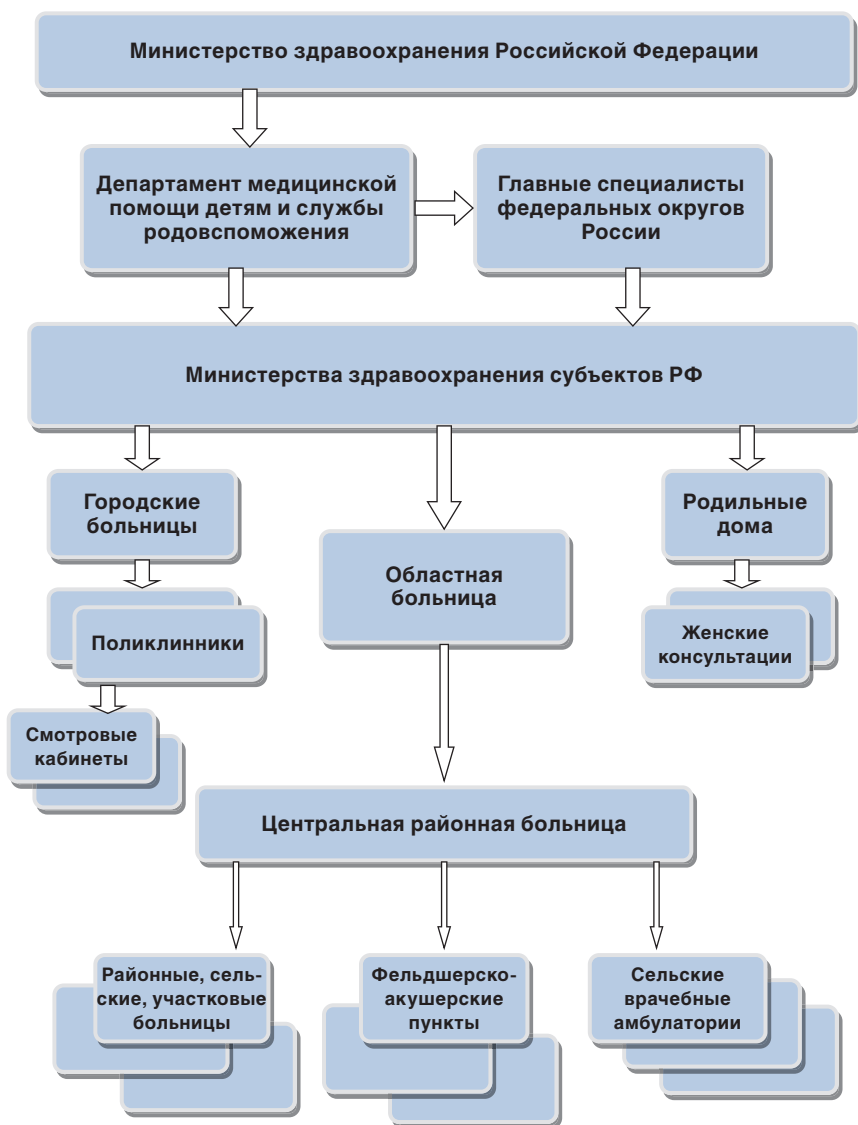 Министерство здравоохранения Российской Федерации
Департамент медицинской
помощи детям и службы
родовспоможения
Главные специалисты
федеральных округов
России
Министерства здравоохранения субъектов РФ
Городские
больницы
Родильные
дома
Областная
больница
Поликлинники
Женские
консультации
Смотровые
кабинеты
Центральная районная больница
Районные, сель-
ские, участковые
больницы
Фельдшерско-
акушерские
пункты
Сельские
врачебные
амбулатории